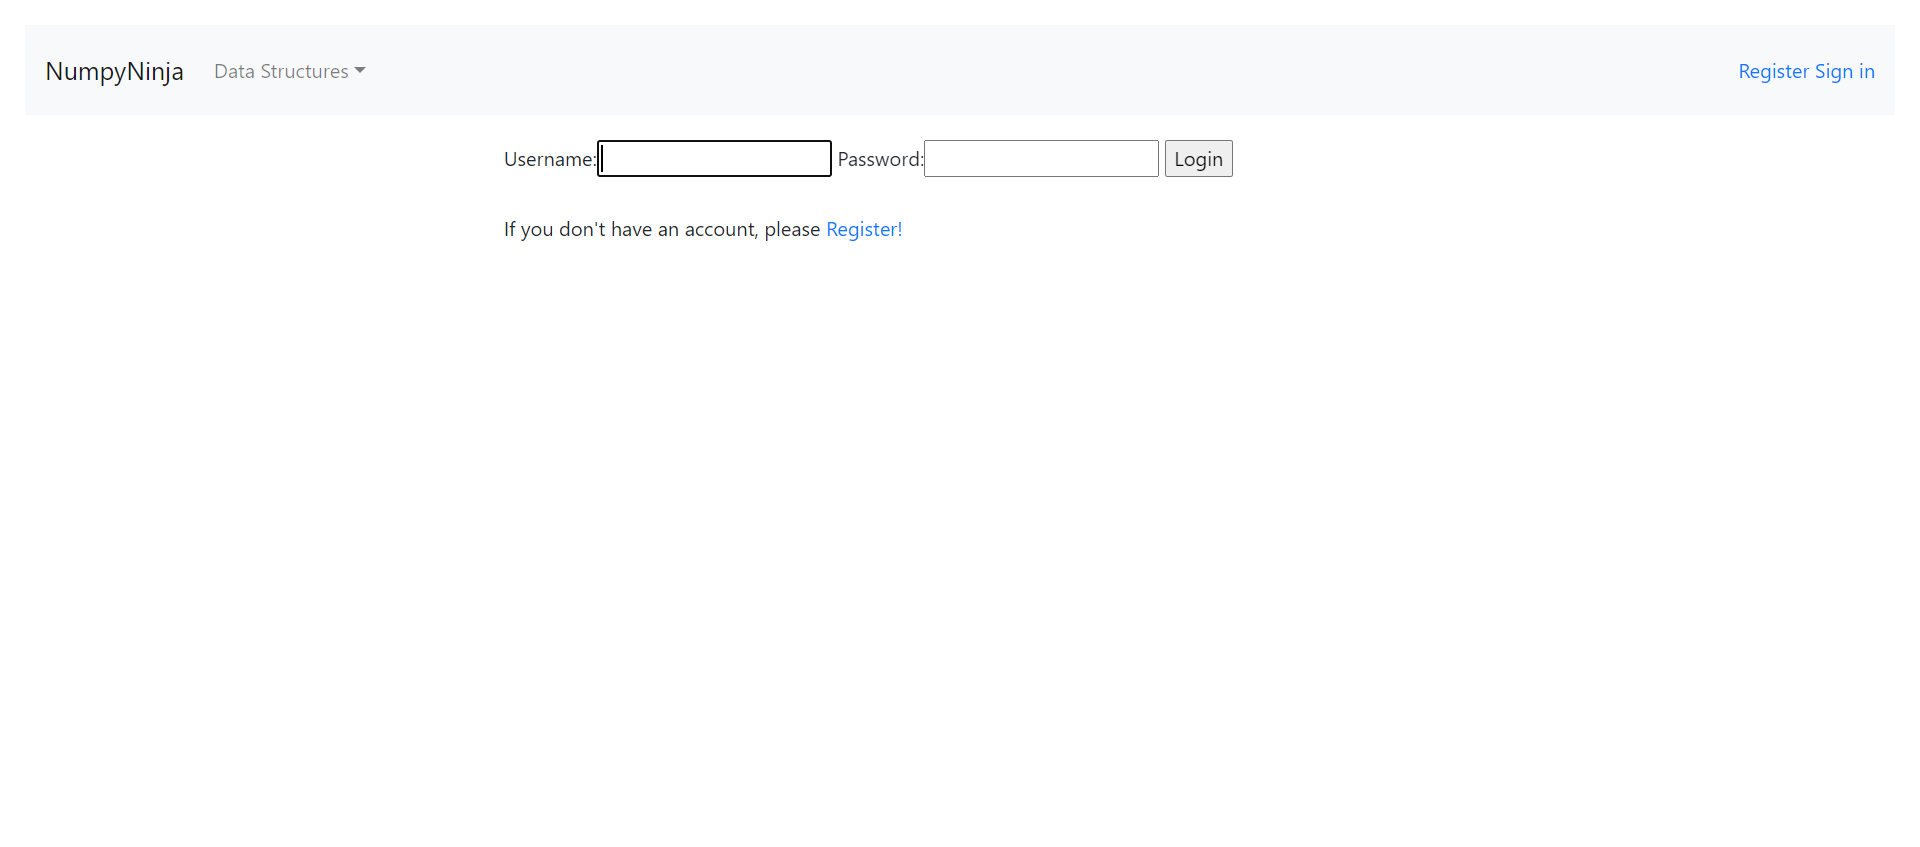 NumpyNinja Data Structures Register Sign in
Username: Password: Login
If you don't have an account, please Register!